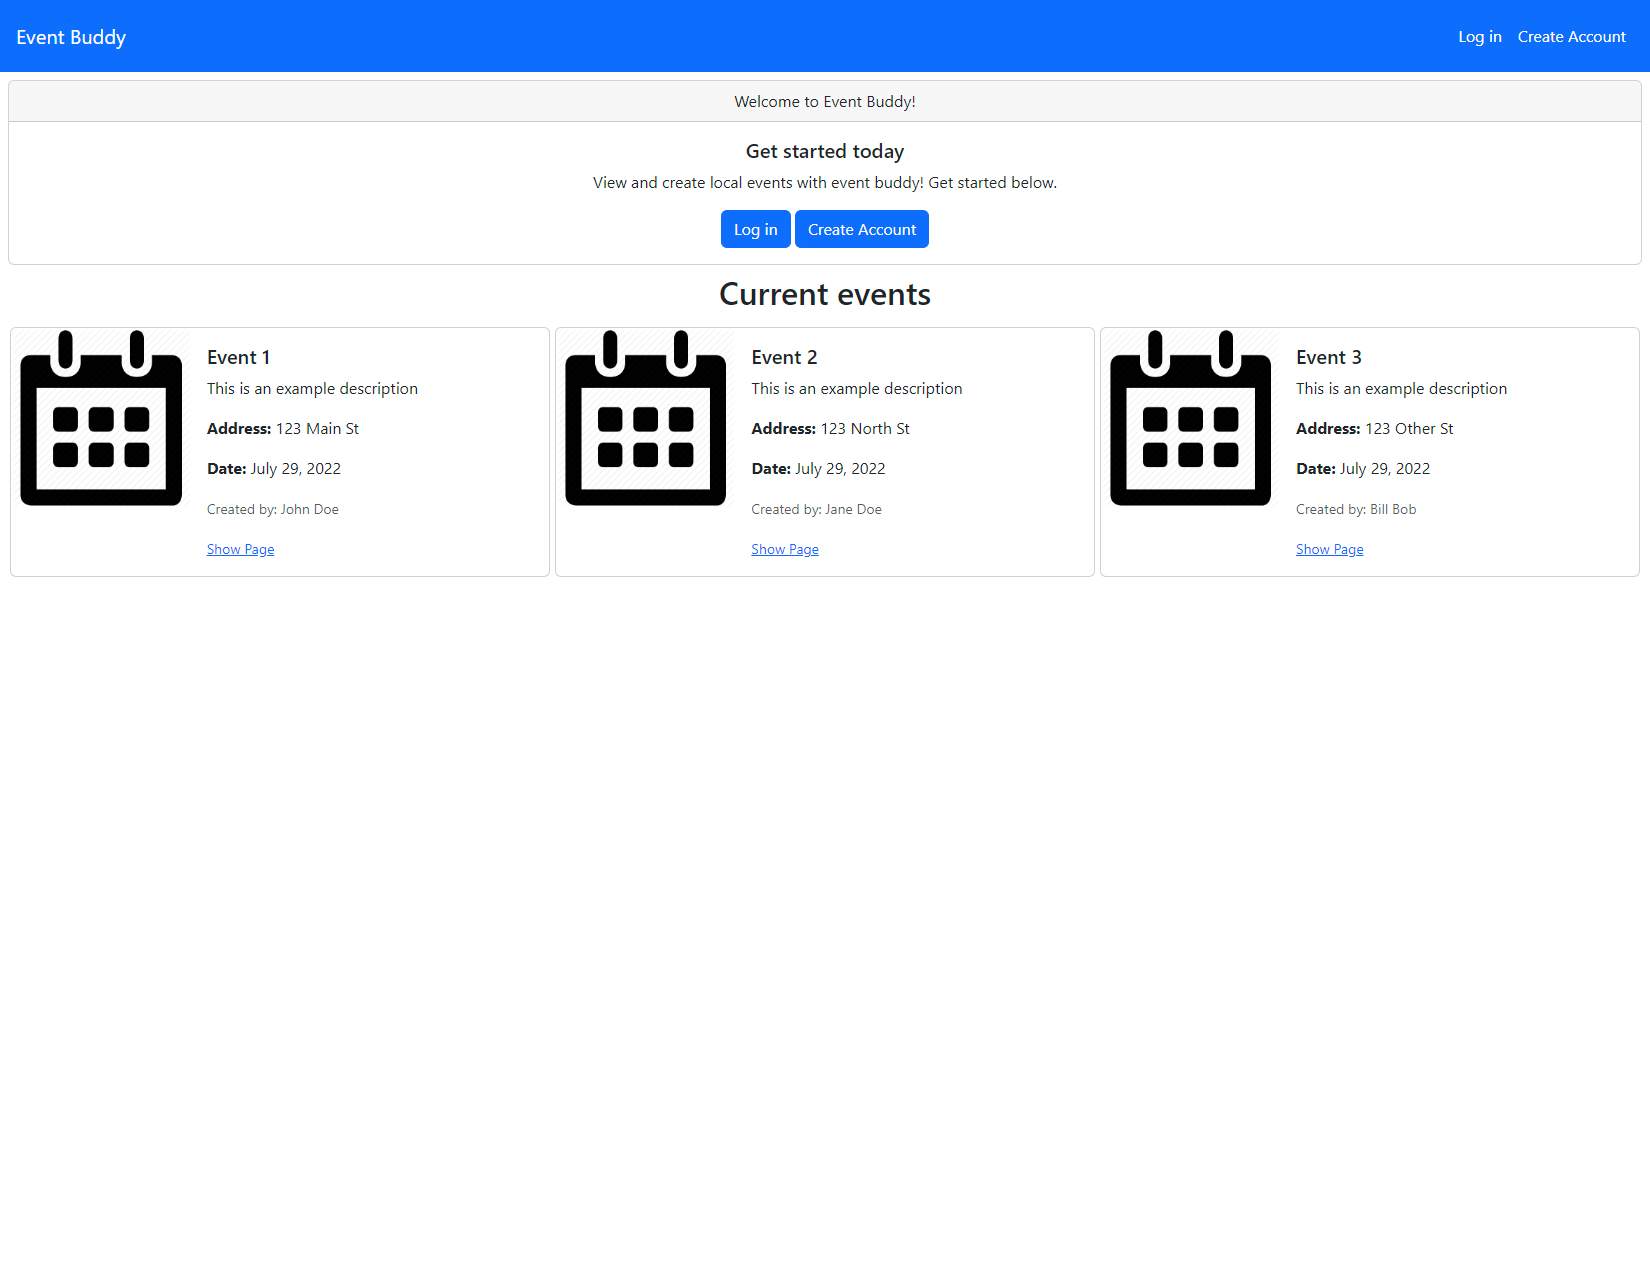 Event Buddy
Log in Create Account
Welcome to Event Buddy!
Get started today
View and create local events with event buddy! Get started below.
Log in Create Account
Current events
Event 1
This is an example description
Address: 123 Main St
Date: July 29, 2022
Created by: John Doe
Show Page
Event 2
This is an example description
Address: 123 North St
Date: July 29, 2022
Created by: Jane Doe
Show Page
Event 3
This is an example description
Address: 123 Other St
Date: July 29, 2022
Created by: Bill Bob
Show Page